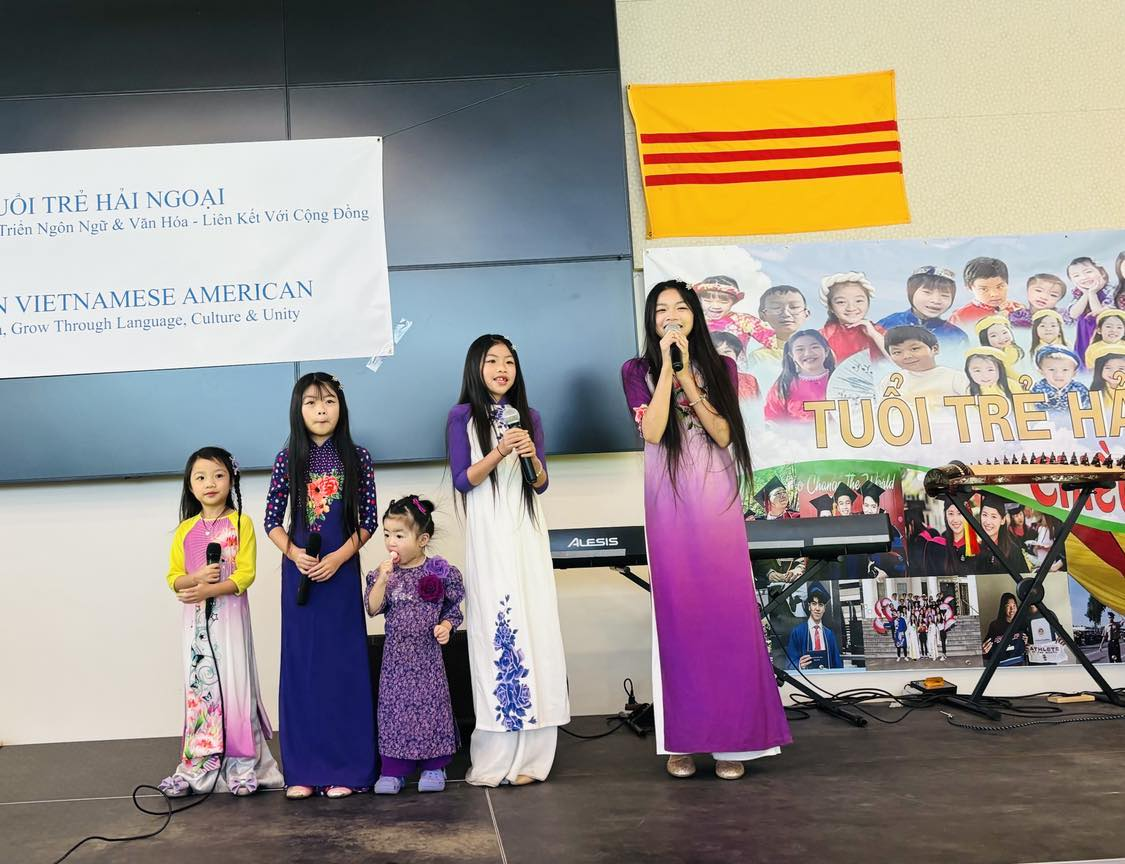 UỔI TRẺ HẢI NGOẠI
Triển Ngôn Ngữ & Văn Hóa - Liên Kết Với Cộng Đồng
N VIETNAMESE AMERICAN
, Grow Through Language, Culture & Unity
TUỔI TRẺ HẢ
Change The World
ALESIS
ATHLETE